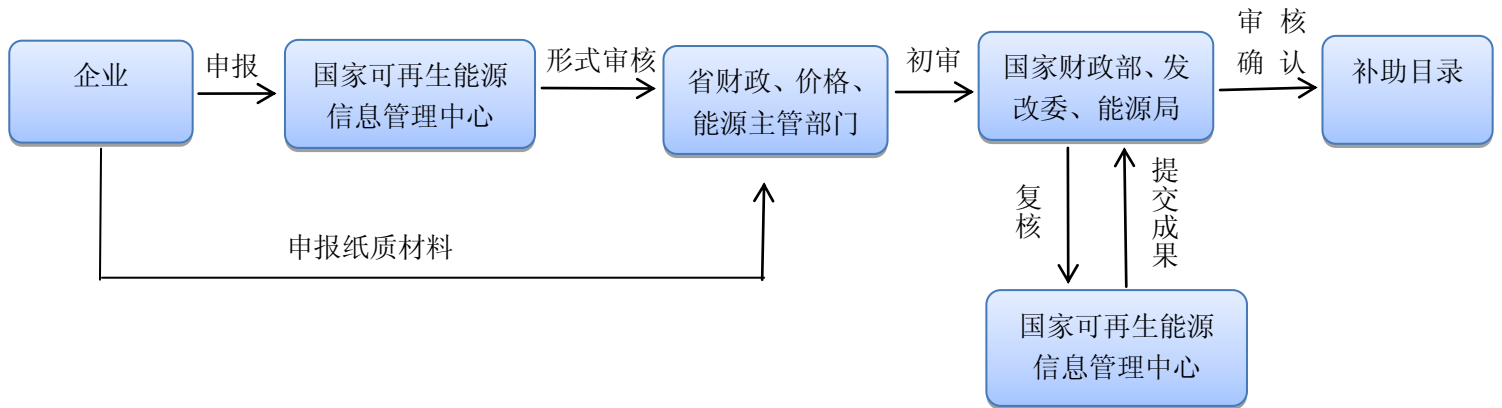 企业
申报
国家可再生能源
信息管理中心
形式审核
省财政、价格、
能源主管部门
初审
国家财政部、发
改委、能源局
审 核
确 认
补助目录
申报纸质材料
复核
提交成果
国家可再生能源
信息管理中心